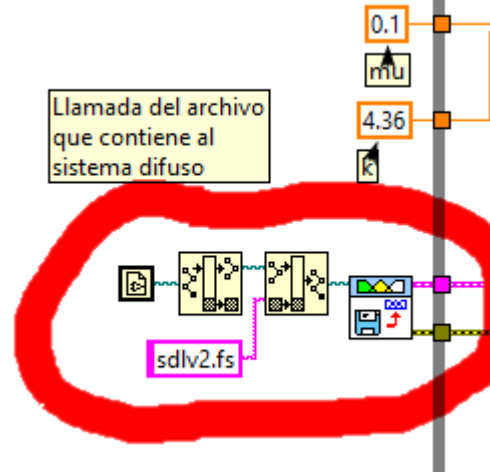 0.1
mu
Llamada del archivo
que contiene al
sistema difuso
4.36
k
sdlv2.fs